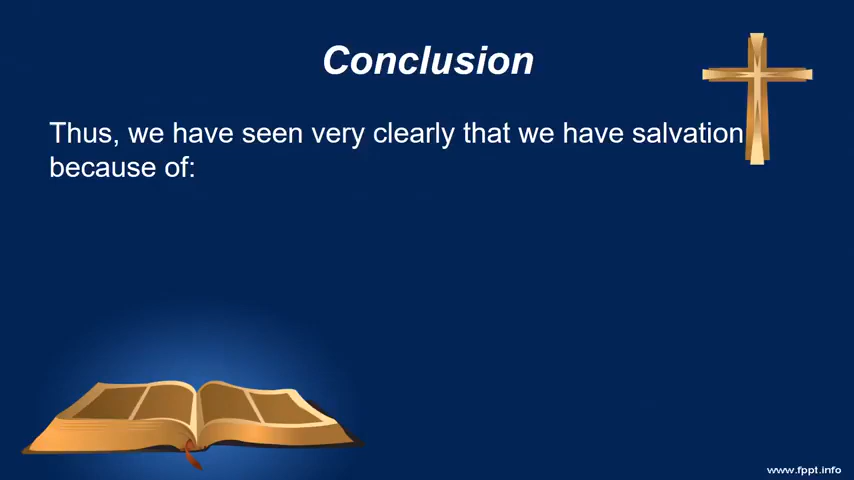 Conclusion
Thus, we have seen very clearly that we have salvation
because of:
www.fppt.info